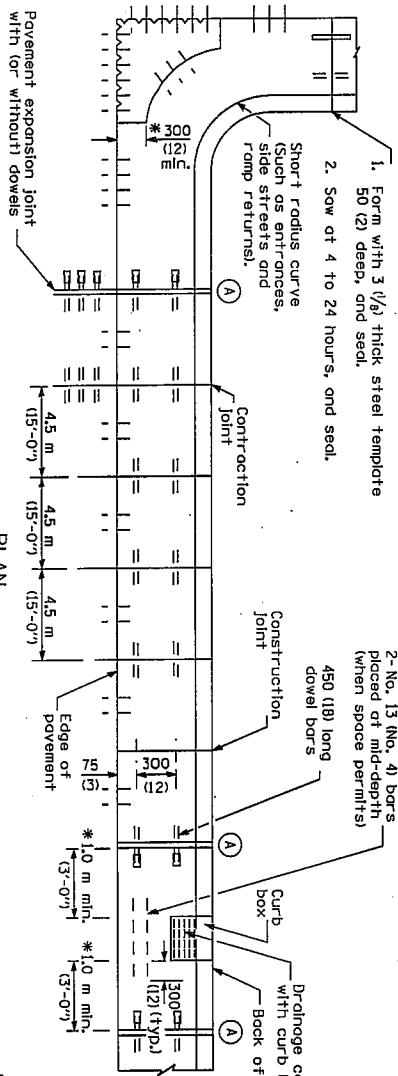 1. Form with 3 (1/8) thick steel template
50 (2) deep, and seal.
2. Saw at 4 to 24 hours, and seal.
Short radius curve
(Such as entrances,
side streets and
ramp returns).
* 300
(12)
min.
Pavement expansion joint
with (or without) dowels
A
Contraction
joint
4.5 m
(15'-0")
4.5 m
(15'-0")
4.5 m
(15'-0")
PLAN
Construction
joint
Edge of
pavement
75
(3)
300
(12)
2- No. 13 (No. 4) bars
placed at mid-depth
(when space permits)
450 (18) long
dowel bars
A
Curb
box
Drainage
with curb
Back of
* 1.0 m min.
(3'-0")
* 1.0 m min.
(3'-0")
300
(12) (typ.)
A